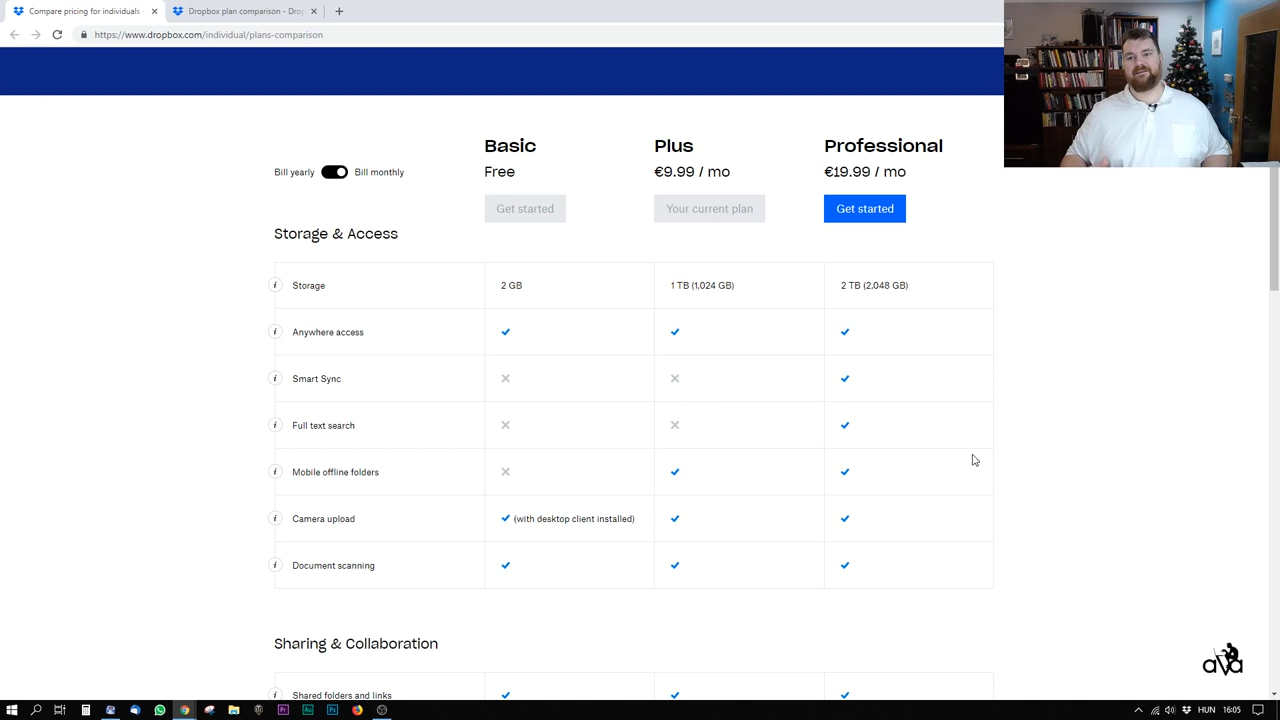 Compare pricing for individuals
Dropbox plan comparison - Dro
https://www.dropbox.com/individual/plans-comparison
Basic Plus Professional
Bill yearly Bill monthly Free €9.99 / mo €19.99 / mo
Get started Your current plan Get started
Storage & Access
Storage 2 GB 1 TB (1,024 GB) 2 TB (2,048 GB)
Anywhere access
Smart Sync
Full text search
Mobile offline folders
Camera upload (with desktop client installed)
Document scanning
Sharing & Collaboration
Shared folders and links
ava
HUN 16:05